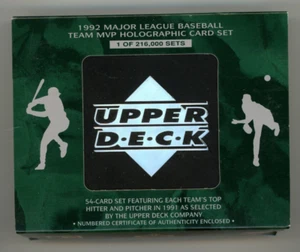 1992 MAJOR LEAGUE BASEBALL
TEAM MVP HOLOGRAPHIC CARD SET
1 OF 216,000 SETS
UPPER
D•E•C•K
54-CARD SET FEATURING EACH TEAM'S TOP
HITTER AND PITCHER IN 1991 AS SELECTED
BY THE UPPER DECK COMPANY
• NUMBERED CERTIFICATE OF AUTHENTICITY ENCLOSED •